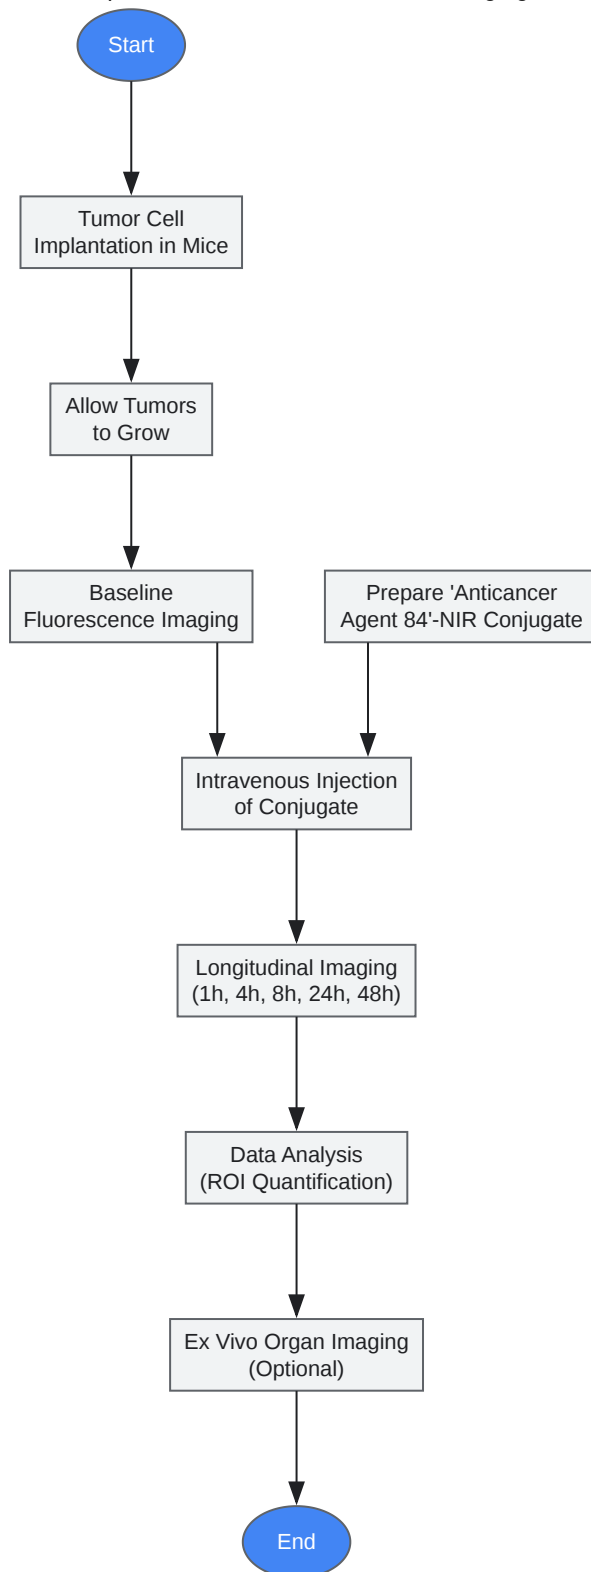 Start
Tumor Cell
Implantation in Mice
Allow Tumors
to Grow
Baseline
Fluorescence Imaging
Prepare 'Anticancer
Agent 84'-NIR Conjugate
Intravenous Injection
of Conjugate
Longitudinal Imaging
(1h, 4h, 8h, 24h, 48h)
Data Analysis
(ROI Quantification)
Ex Vivo Organ Imaging
(Optional)
End